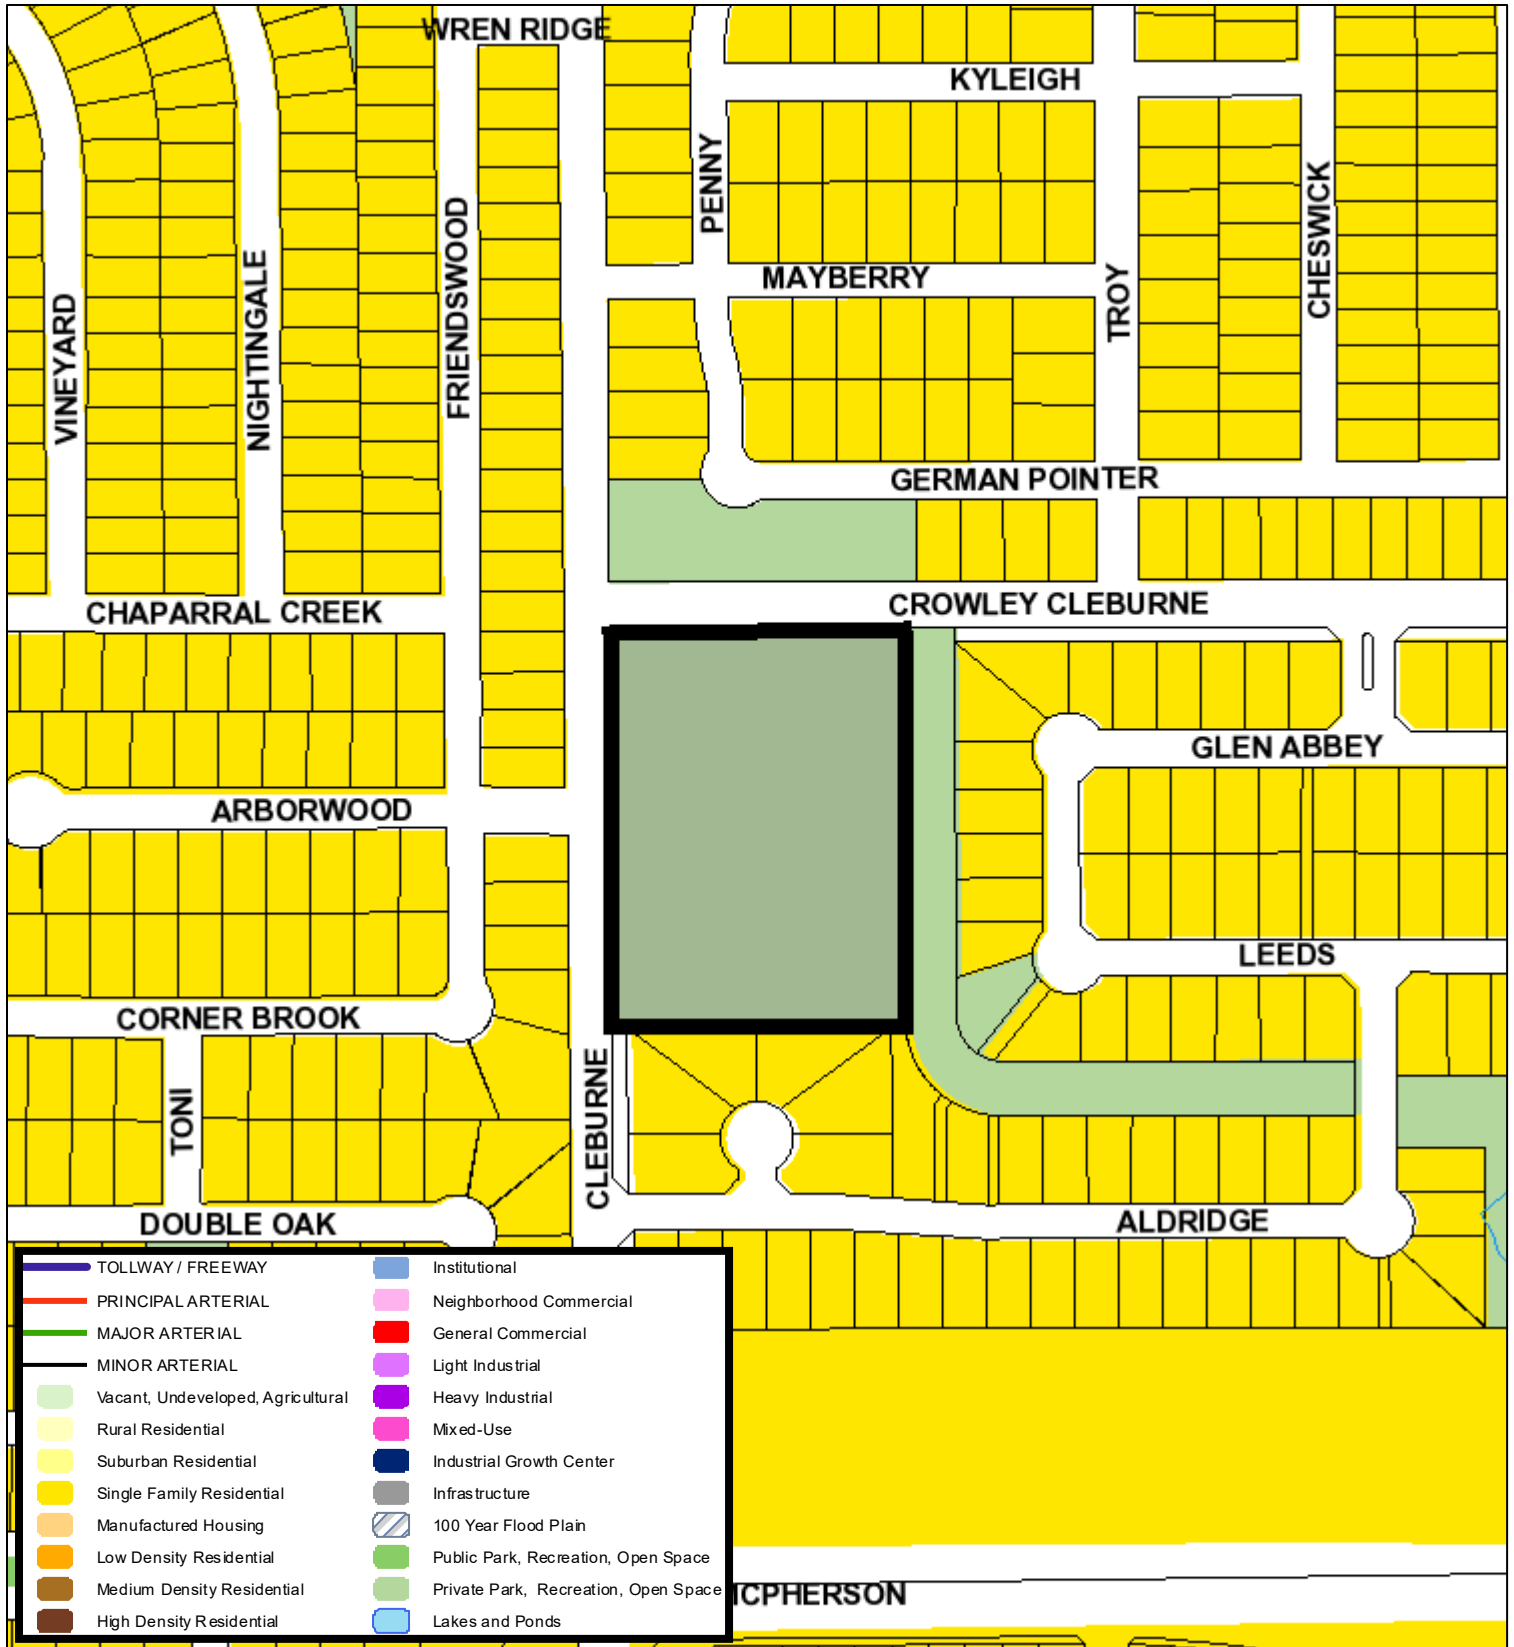 WREN RIDGE
KYLEIGH
PENNY
CHESWICK
FRIENDSWOOD
NIGHTINGALE
MAYBERRY
TROY
VINEYARD
GERMAN POINTER
CHAPARRAL CREEK
CROWLEY CLEBURNE
GLEN ABBEY
ARBORWOOD
LEEDS
CORNER BROOK
CLEBURNE
TONI
DOUBLE OAK
ALDRIDGE
TOLLWAY / FREEWAY
PRINCIPAL ARTERIAL
MAJOR ARTERIAL
MINOR ARTERIAL
Vacant, Undeveloped, Agricultural
Rural Residential
Suburban Residential
Single Family Residential
Manufactured Housing
Low Density Residential
Medium Density Residential
High Density Residential
Institutional
Neighborhood Commercial
General Commercial
Light Industrial
Heavy Industrial
Mixed-Use
Industrial Growth Center
Infrastructure
100 Year Flood Plain
Public Park, Recreation, Open Space
Private Park, Recreation, Open Space
Lakes and Ponds
MCPHERSON